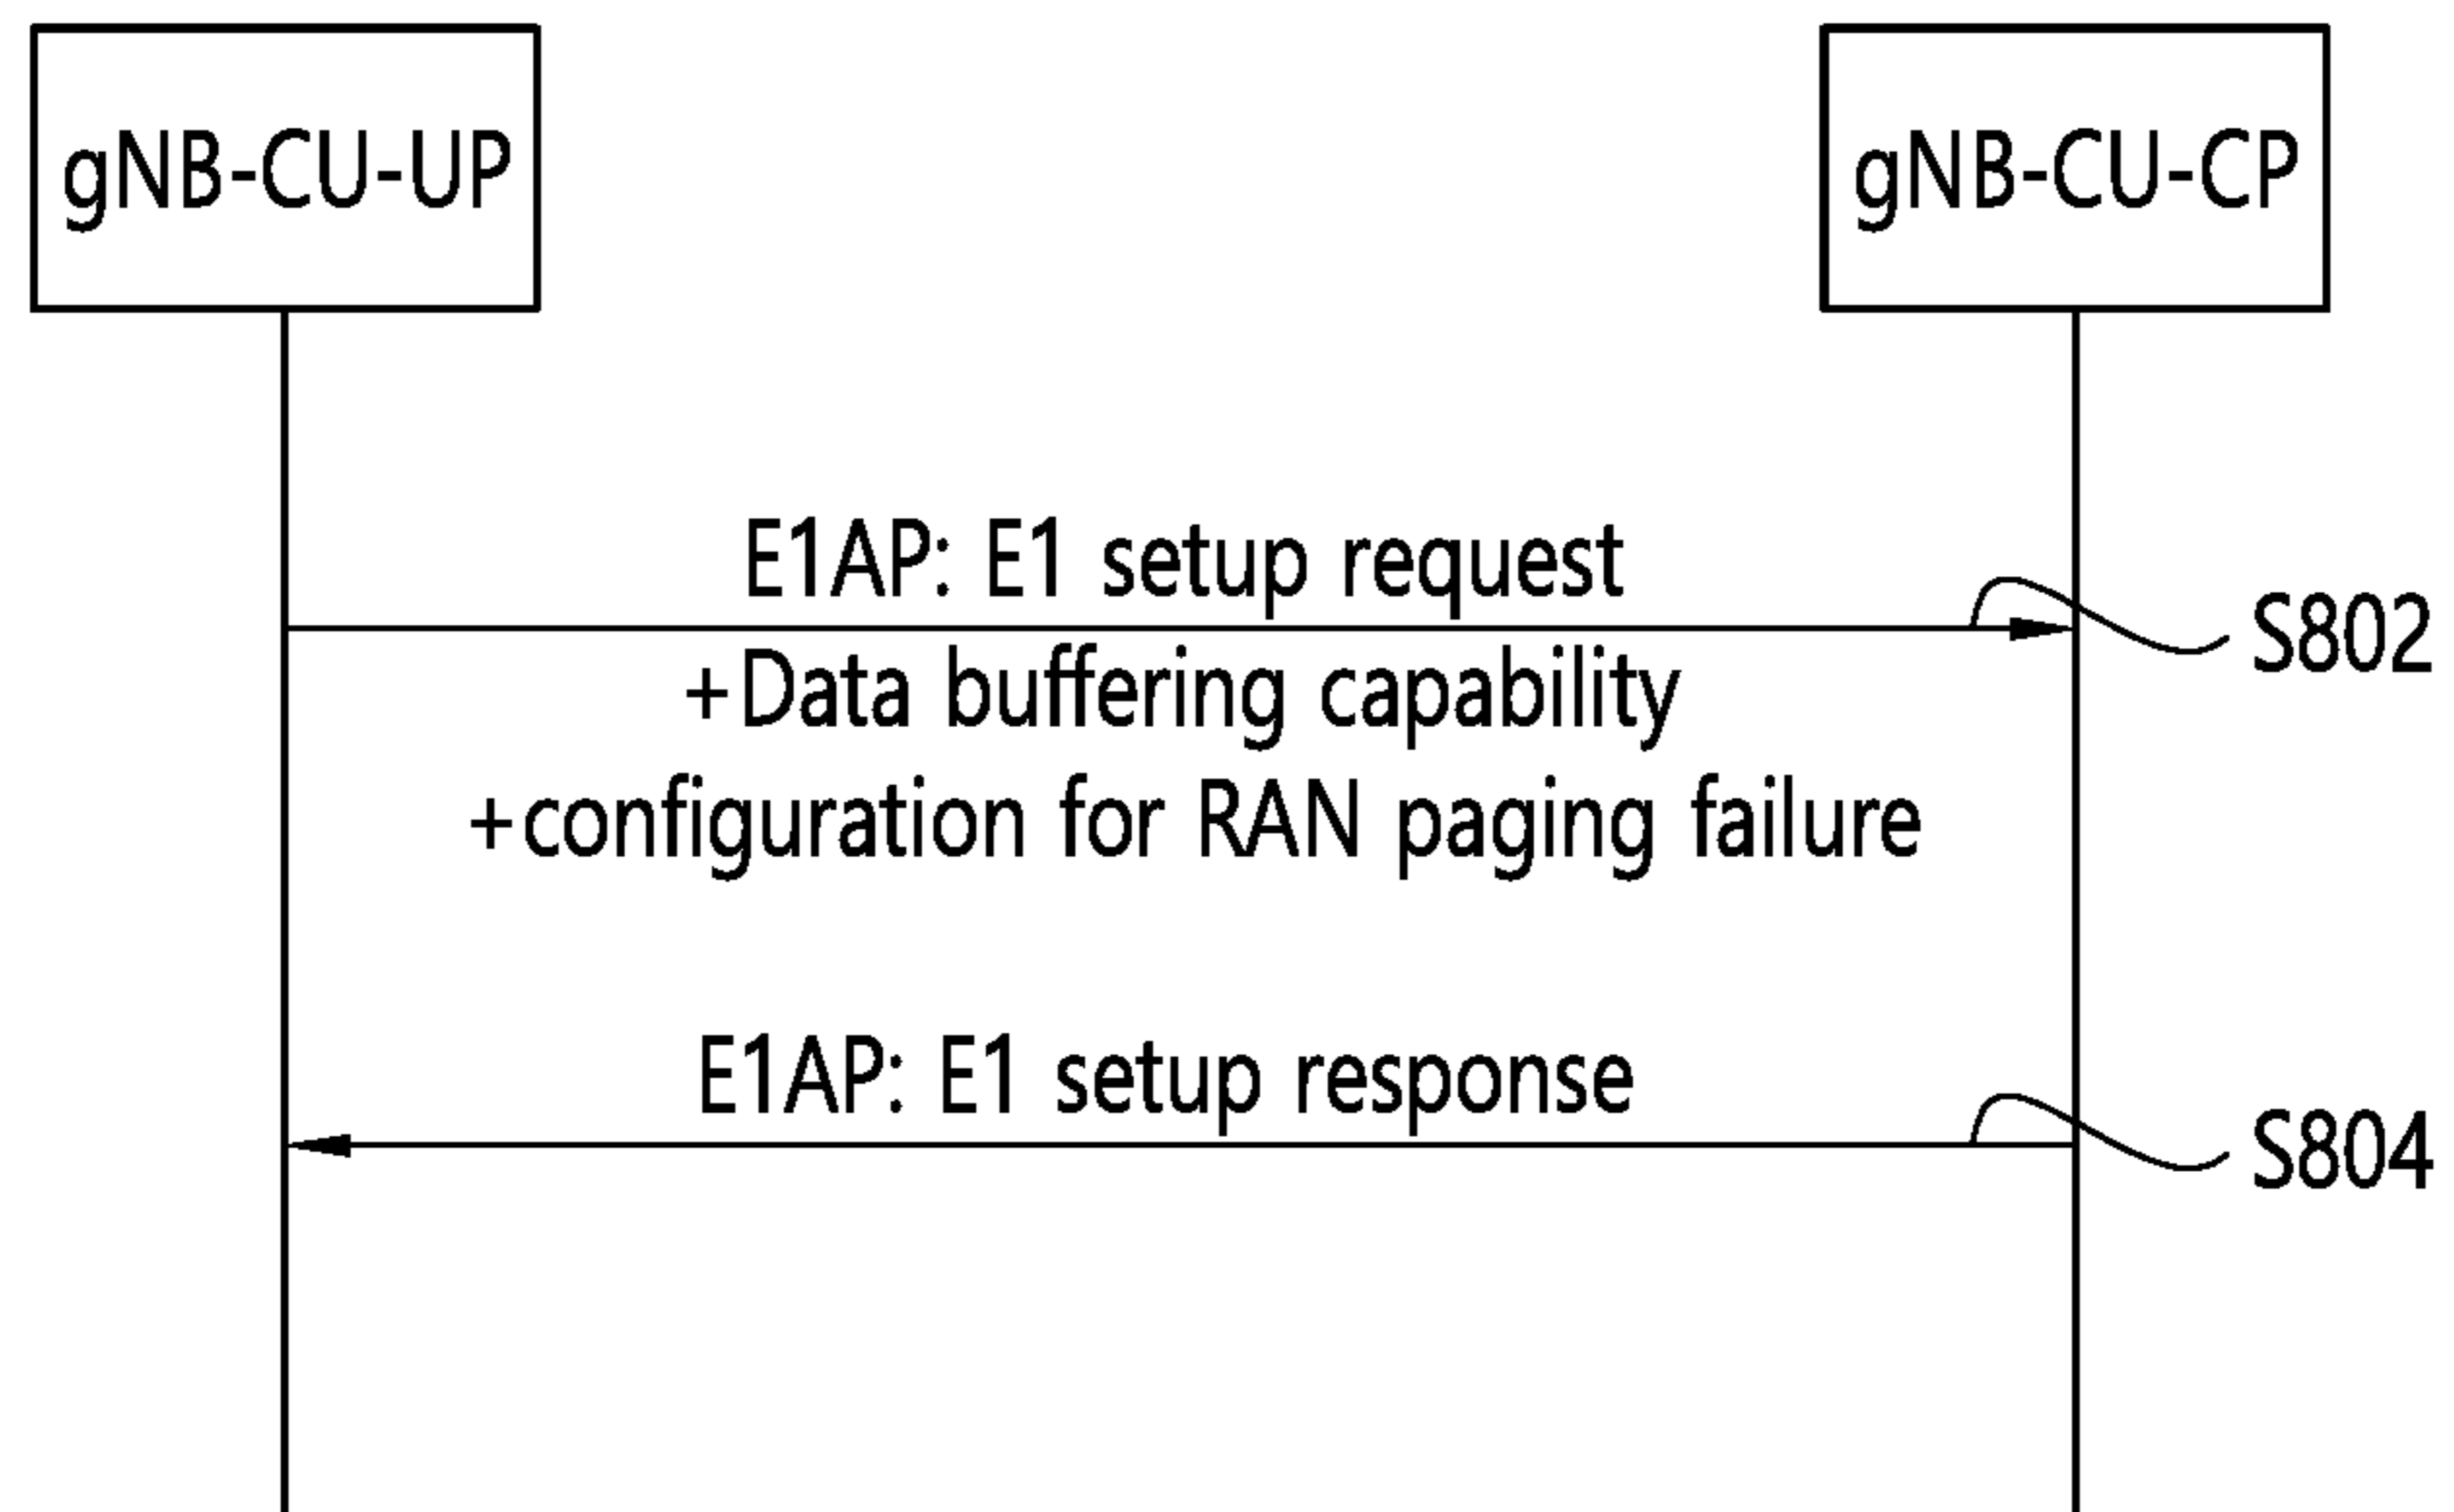 gNB-CU-UP
gNB-CU-CP
E1AP: E1 setup request
S802
+Data buffering capability
+configuration for RAN paging failure
E1AP: E1 setup response
S804